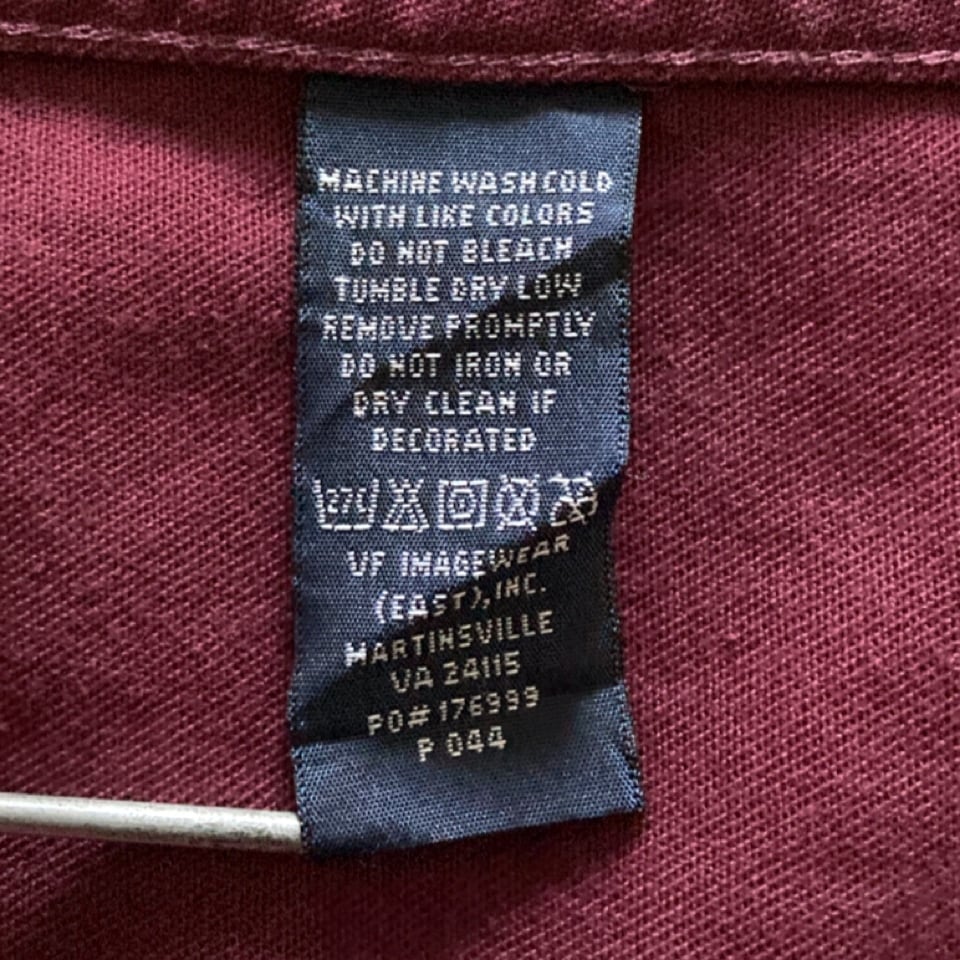 MACHINE WASH COLD
WITH LIKE COLORS
DO NOT BLEACH
TUMBLE DRY LOW
REMOVE PROMPTLY
DO NOT IRON OR
DRY CLEAN IF
DECORATED
VF IMAGEWEAR
(EAST), INC.
MARTINSVILLE
VA 24115
PO# 176999
P 044